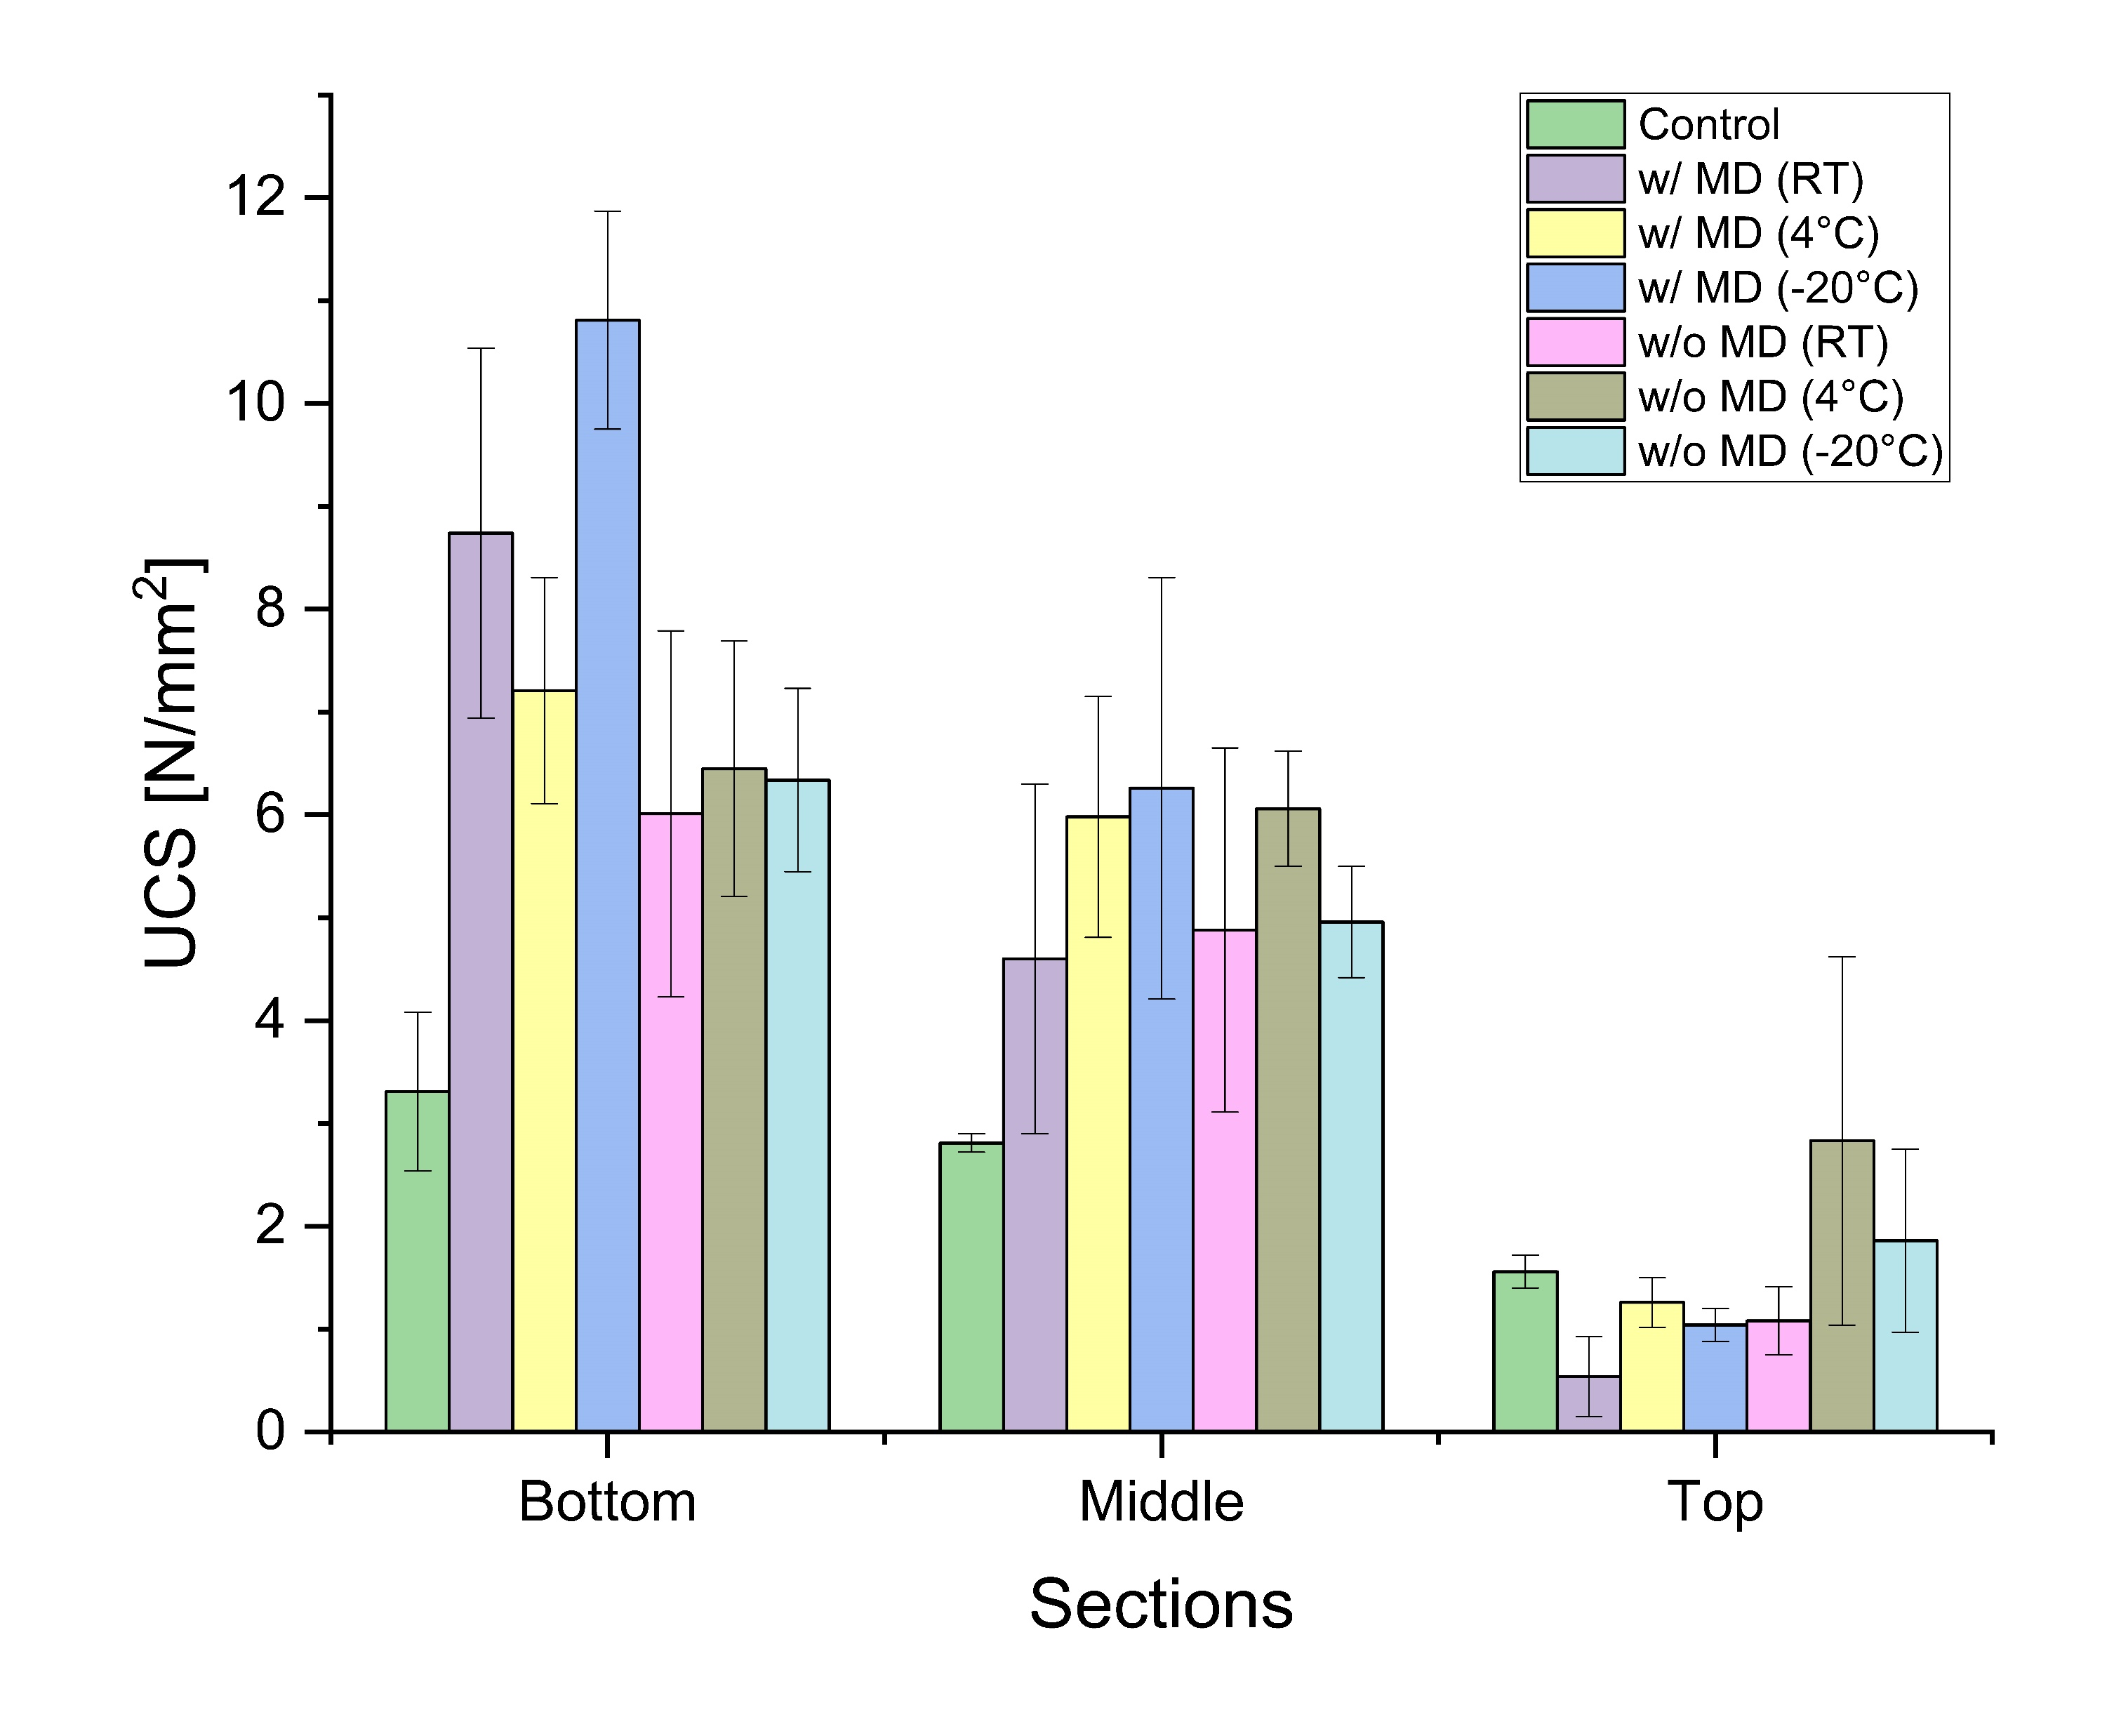 Control
w/ MD (RT)
w/ MD (4°C)
w/ MD (-20°C)
w/o MD (RT)
w/o MD (4°C)
w/o MD (-20°C)
UCS [N/mm²]
12
10
8
6
4
2
0
Bottom
Middle
Top
Sections